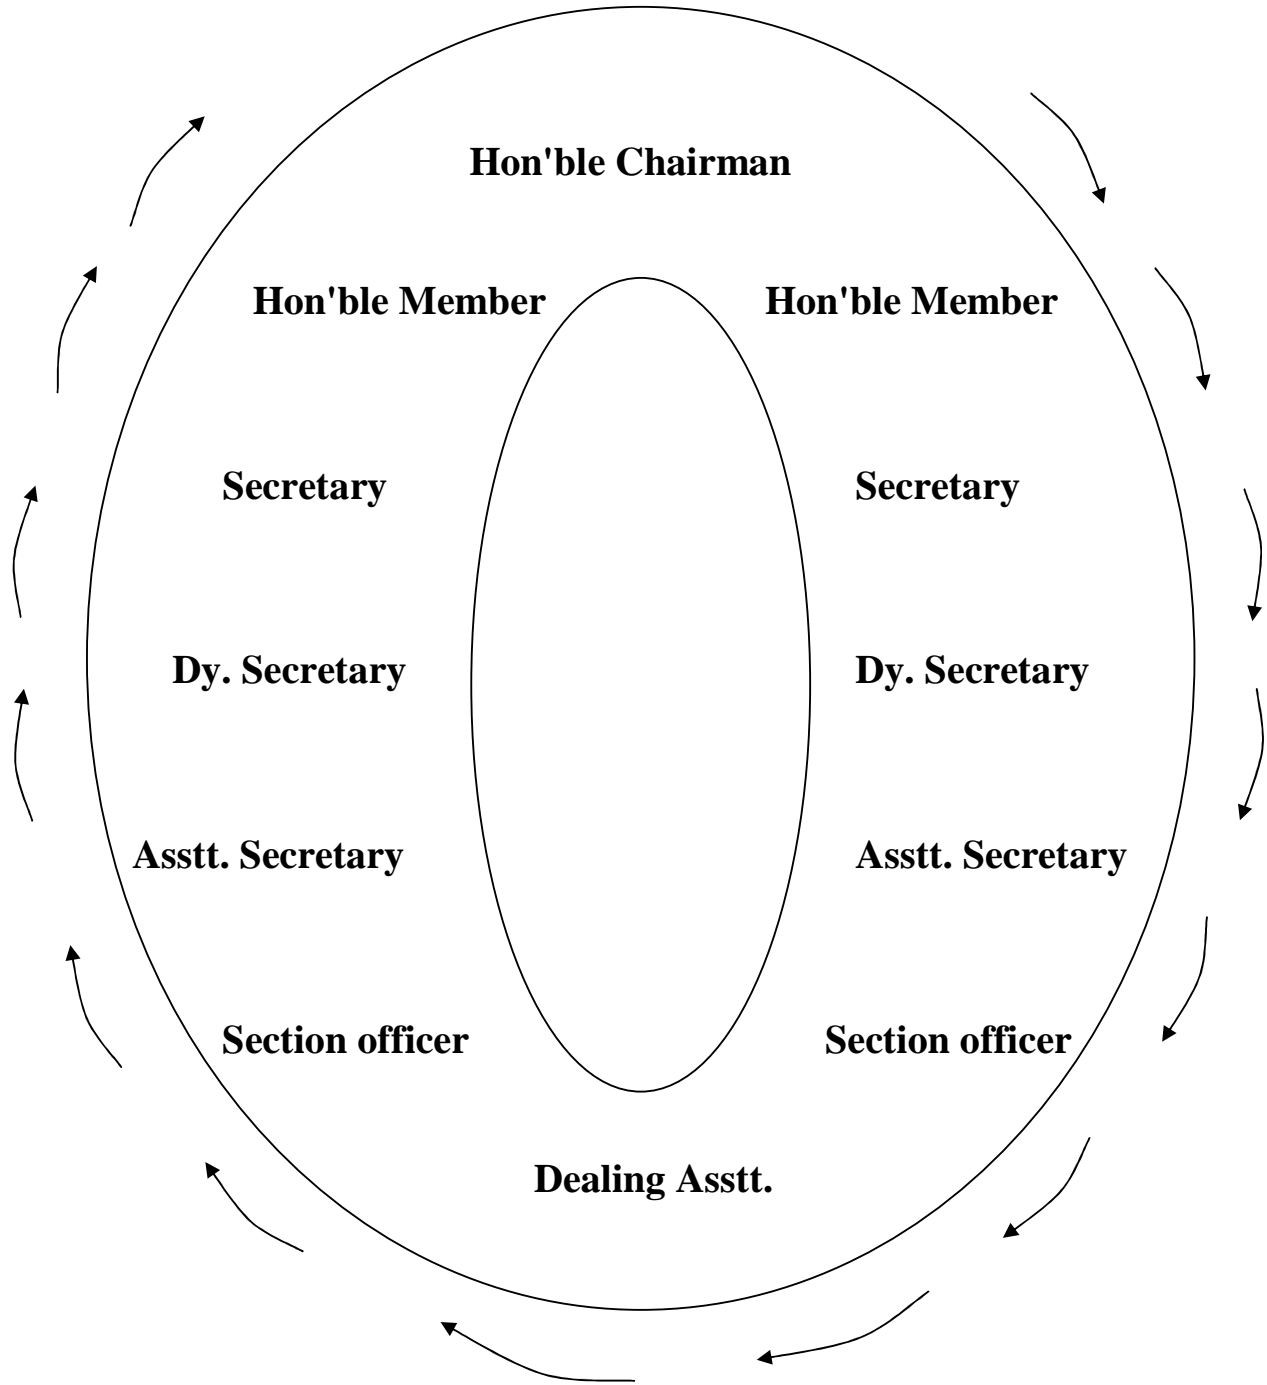 Hon'ble Chairman
Hon'ble Member Hon'ble Member
Secretary Secretary
Dy. Secretary Dy. Secretary
Asstt. Secretary Asstt. Secretary
Section officer Section officer
Dealing Asstt.